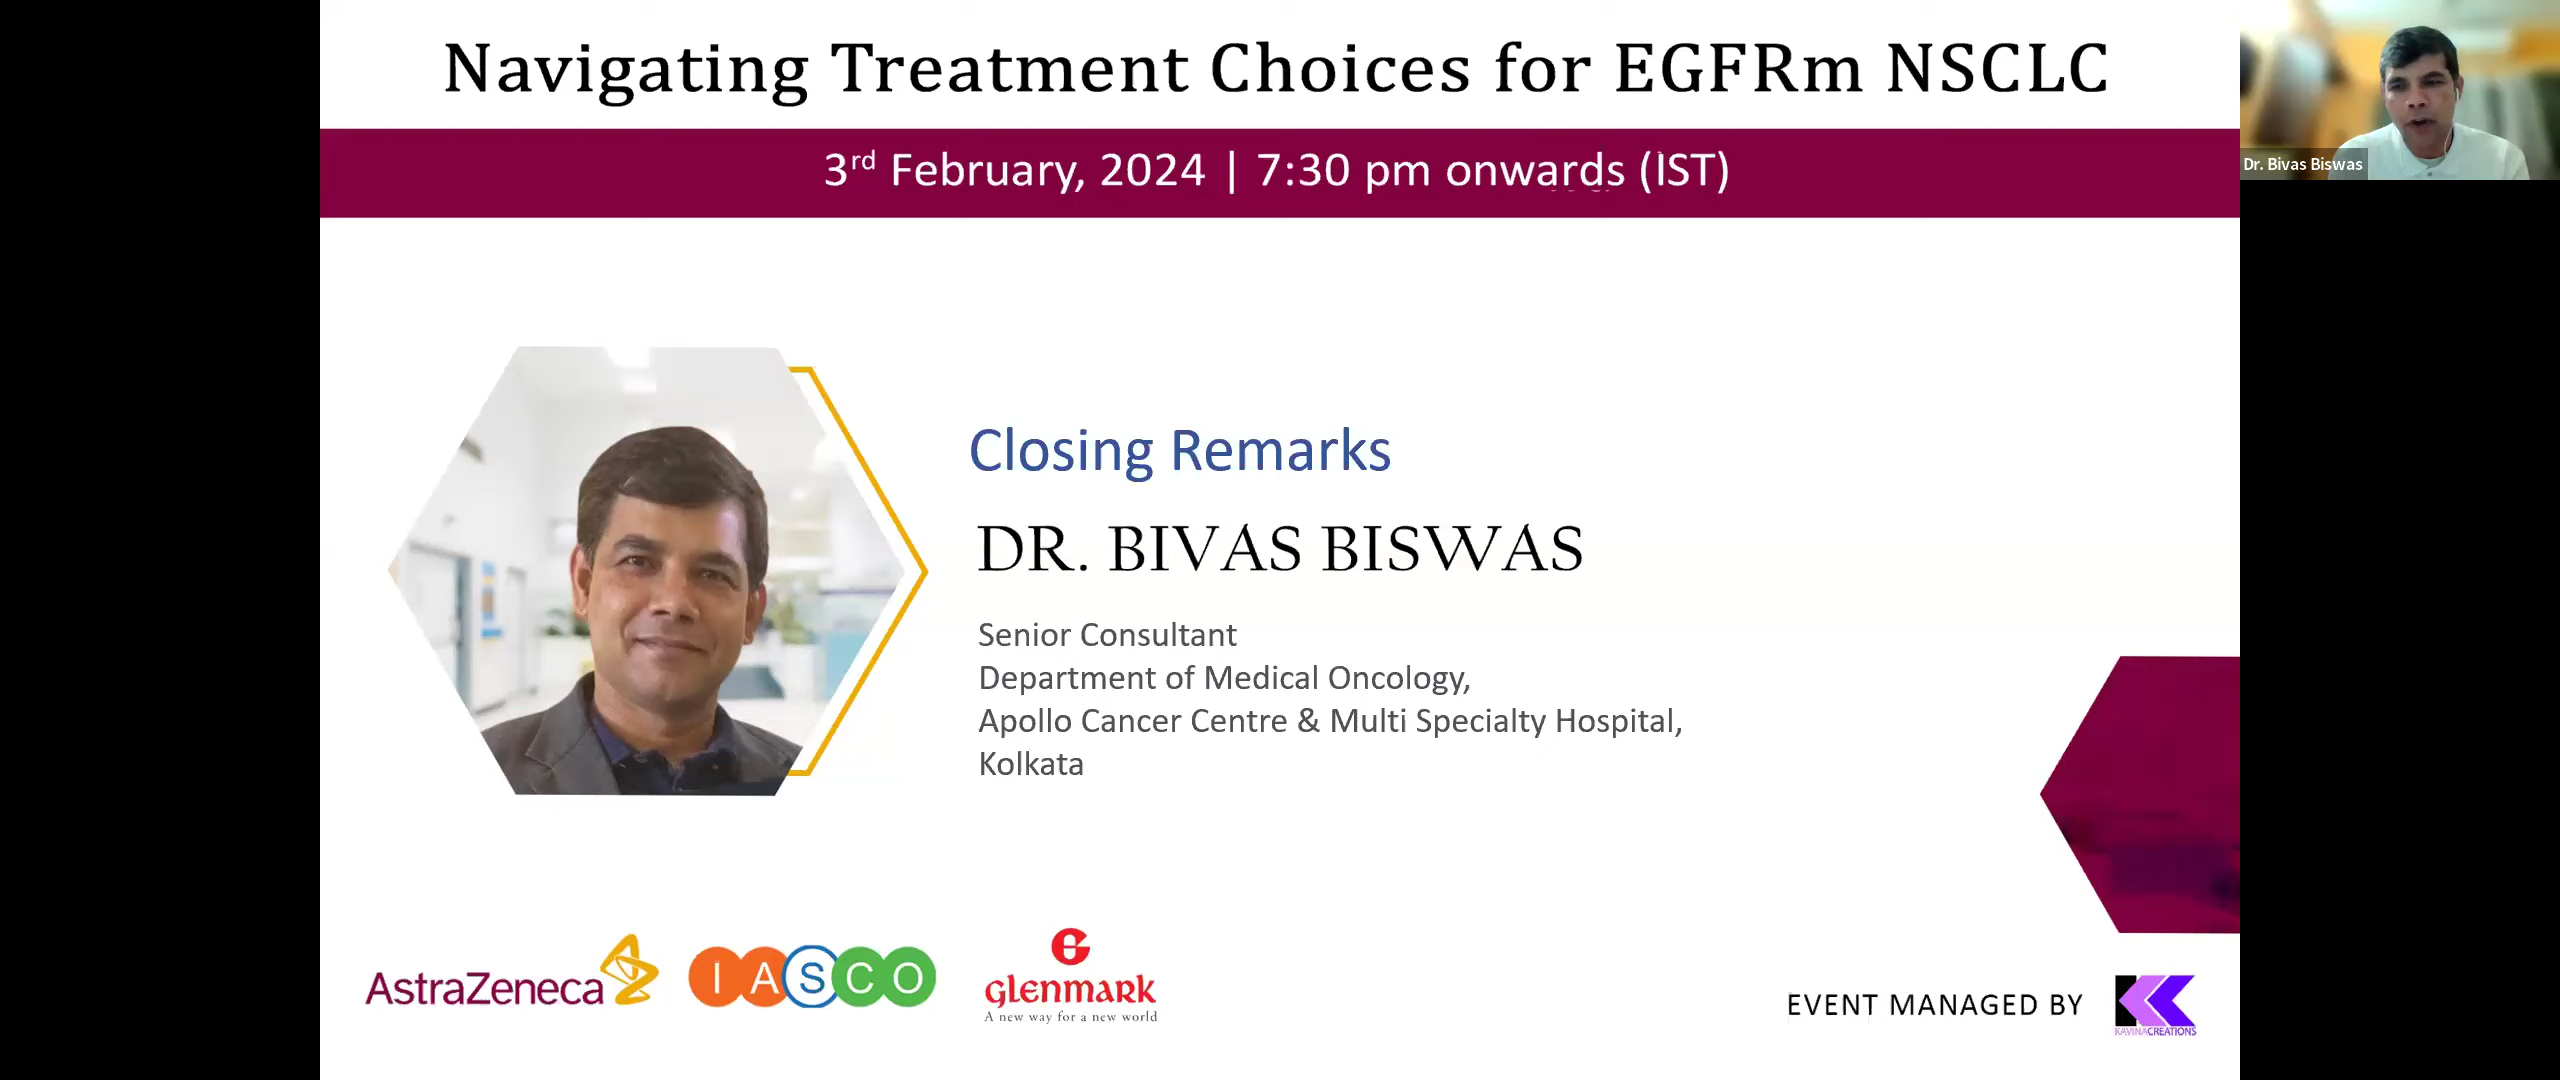 Navigating Treatment Choices for EGFRm NSCLC
3rd February, 2024 | 7:30 pm onwards (IST)
Dr. Bivas Biswas
Closing Remarks
DR. BIVAS BISWAS
Senior Consultant
Department of Medical Oncology,
Apollo Cancer Centre & Multi Specialty Hospital,
Kolkata
AstraZeneca
IASCO
glenmark
A new way for a new world
EVENT MANAGED BY
KAVINACREATIONS